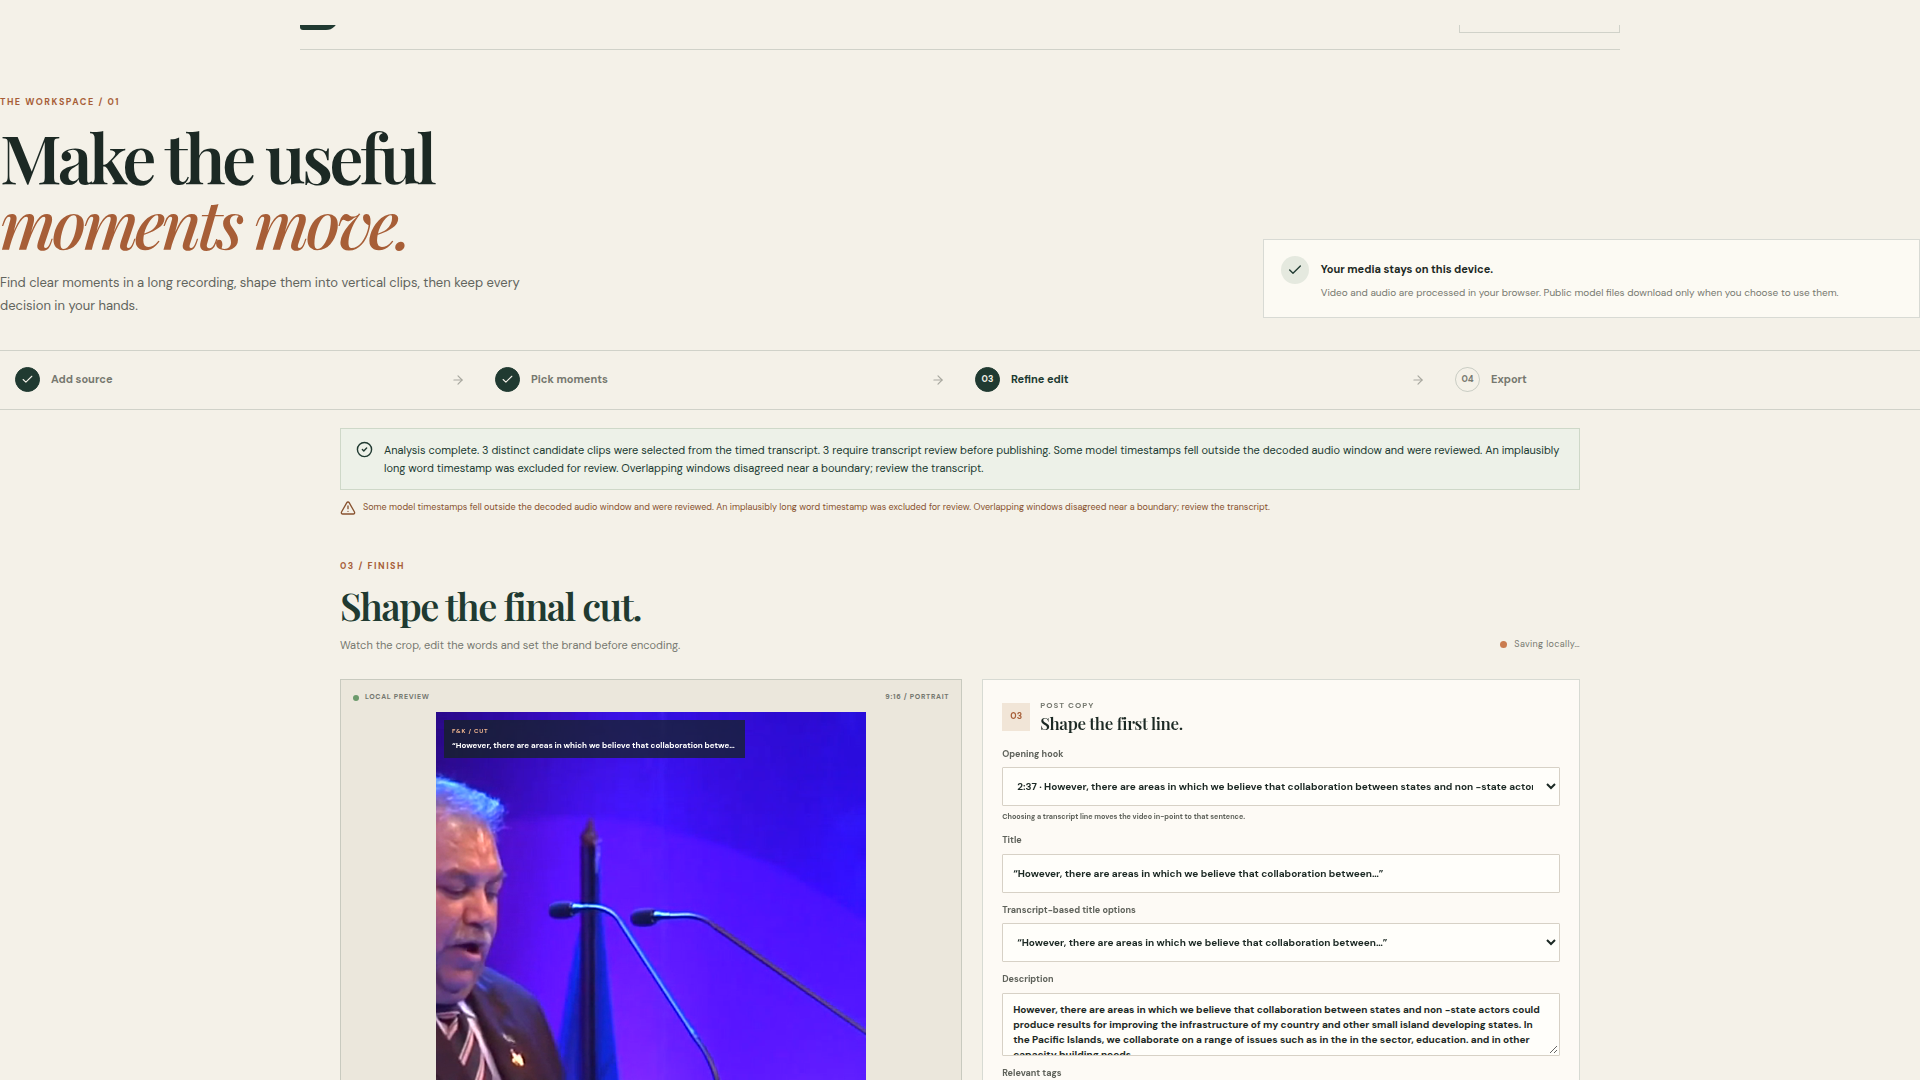 THE WORKSPACE / 01
Make the useful
moments move.
Find clear moments in a long recording, shape them into vertical clips, then keep every
decision in your hands.
Your media stays on this device.
Video and audio are processed in your browser. Public model files download only when you choose to use them.
Add source
Pick moments
03 Refine edit
04 Export
Analysis complete. 3 distinct candidate clips were selected from the timed transcript. 3 require transcript review before publishing. Some model timestamps fell outside the decoded audio window and were reviewed. An implausibly
long word timestamp was excluded for review. Overlapping windows disagreed near a boundary; review the transcript.
Some model timestamps fell outside the decoded audio window and were reviewed. An implausibly long word timestamp was excluded for review. Overlapping windows disagreed near a boundary; review the transcript.
03 / FINISH
Shape the final cut.
Watch the crop, edit the words and set the brand before encoding.
Saving locally…
LOCAL PREVIEW
9:16 / PORTRAIT
F&K / CUT
“However, there are areas in which we believe that collaboration betwe…
03
POST COPY
Shape the first line.
Opening hook
2:37 · However, there are areas in which we believe that collaboration between states and non -state actor
Choosing a transcript line moves the video in-point to that sentence.
Title
“However, there are areas in which we believe that collaboration between…”
Transcript-based title options
“However, there are areas in which we believe that collaboration between…”
Description
However, there are areas in which we believe that collaboration between states and non -state actors could
produce results for improving the infrastructure of my country and other small island developing states. In
the Pacific Islands, we collaborate on a range of issues such as in the in the sector, education. and in other
capacity building needs.
Relevant tags